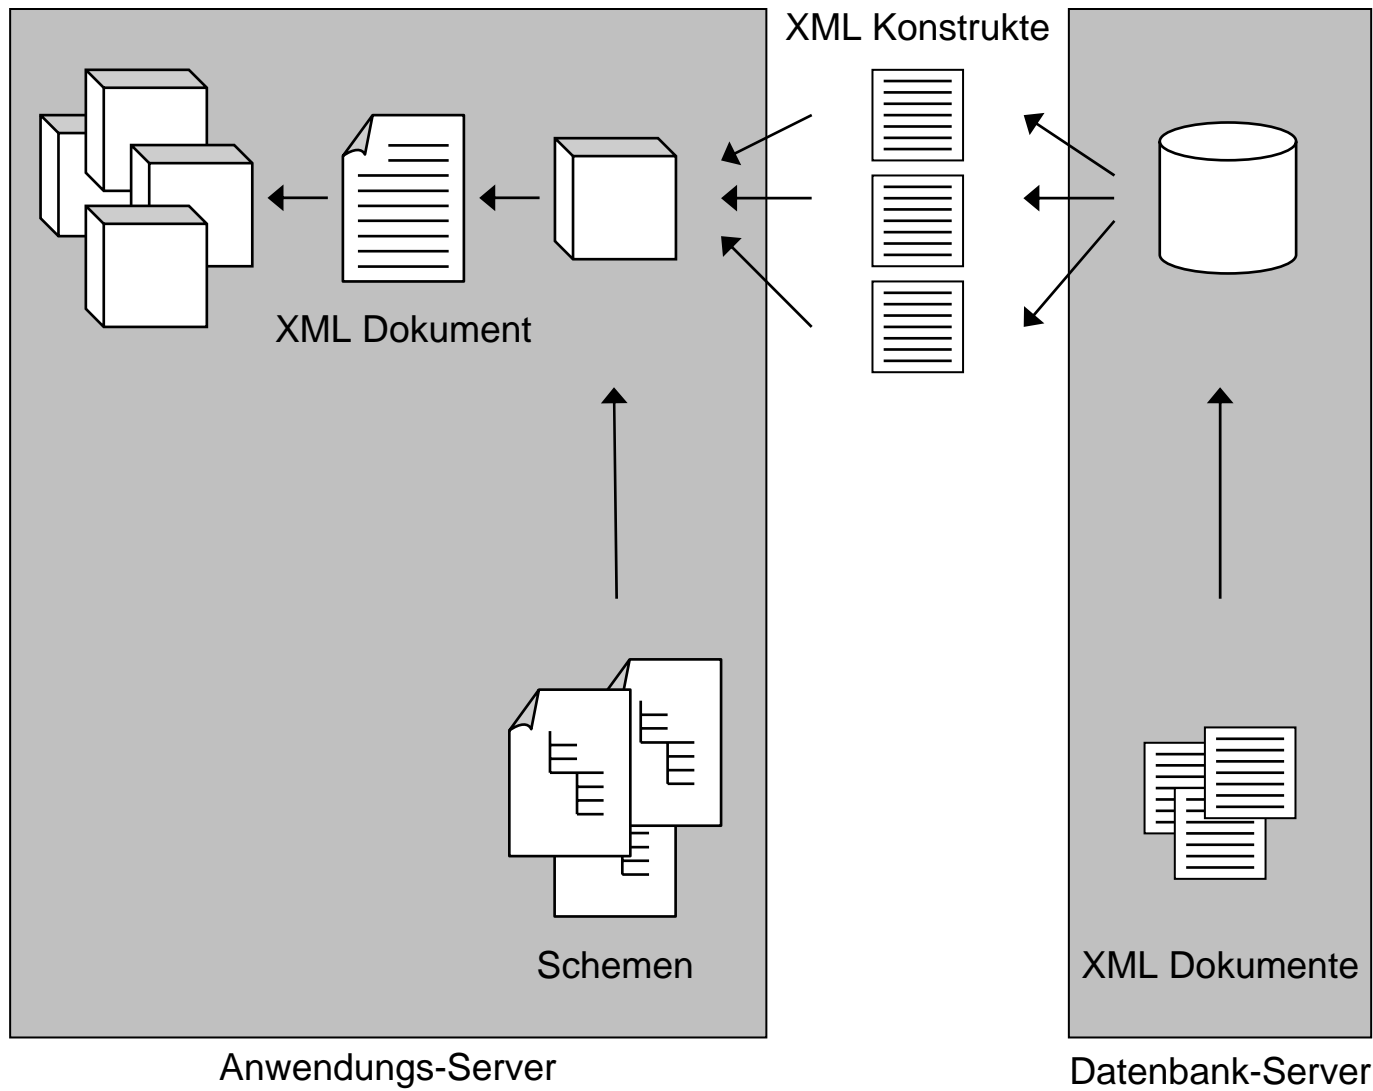 XML Konstrukte
XML Dokument
Schemen
XML Dokumente
Anwendungs-Server
Datenbank-Server